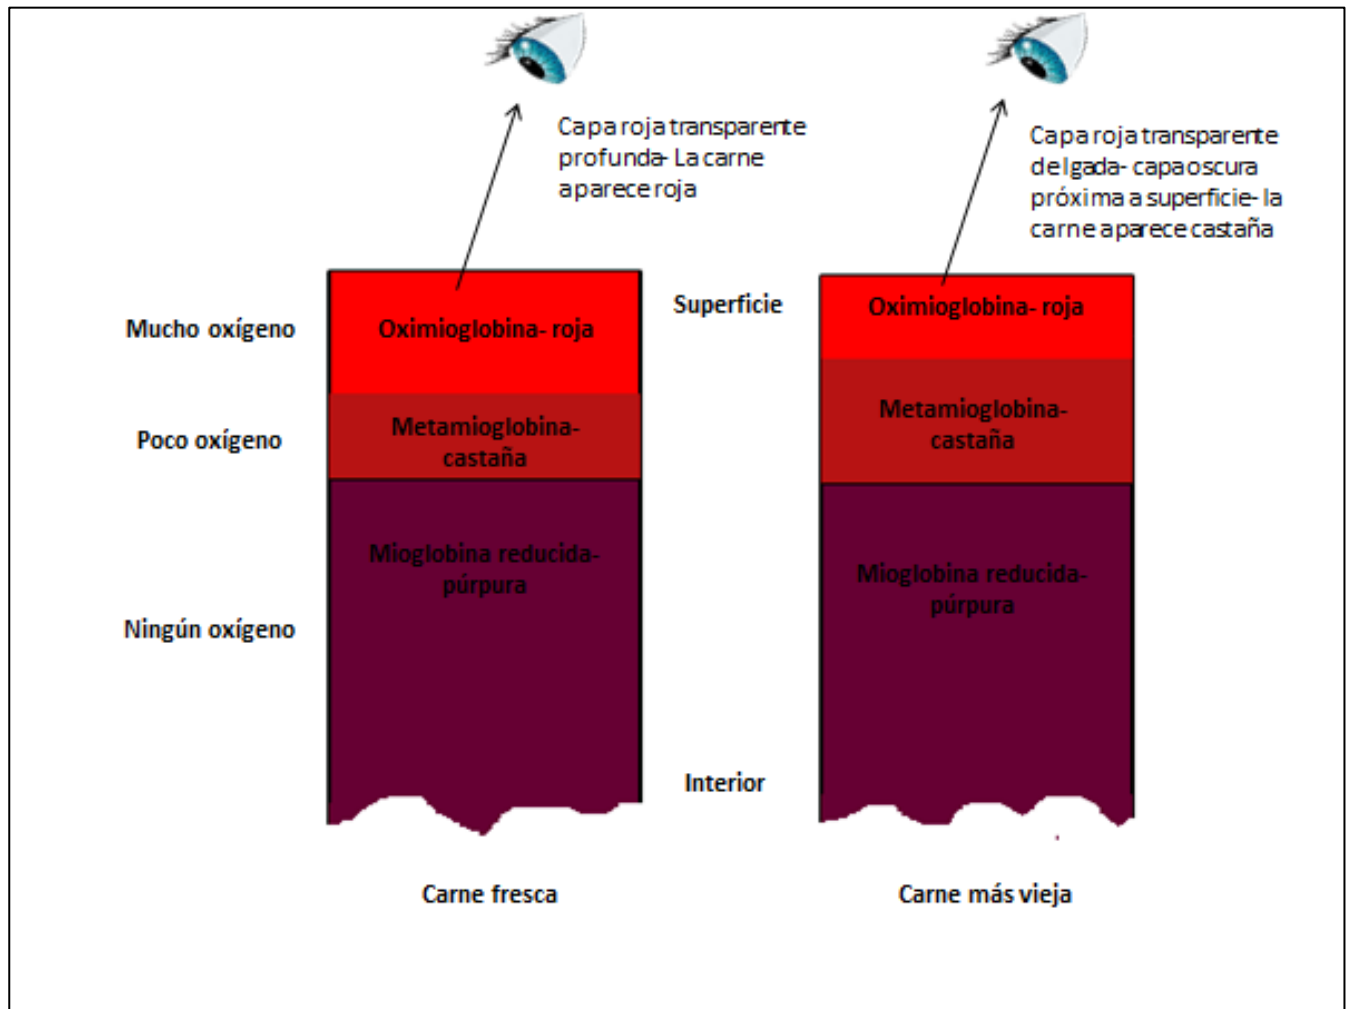 Capa roja transparente
profunda- La carne
aparece roja
Capa roja transparente
delgada- capa oscura
próxima a superficie- la
carne aparece castaña
Mucho oxígeno
Oximioglobina- roja
Superficie
Oximioglobina- roja
Poco oxígeno
Metamioglobina-
castaña
Metamioglobina-
castaña
Ningún oxígeno
Mioglobina reducida-
púrpura
Mioglobina reducida-
púrpura
Interior
Carne fresca
Carne más vieja